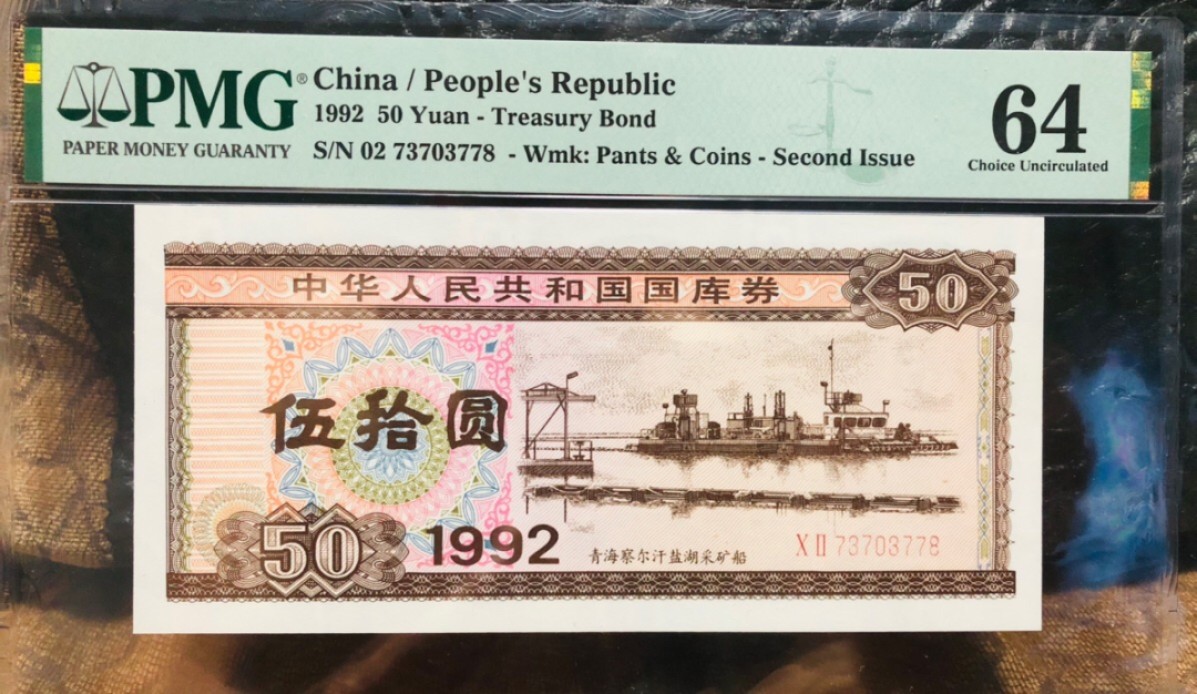 PMG®
PAPER MONEY GUARANTY
China / People's Republic
1992 50 Yuan - Treasury Bond
S/N 02 73703778 - Wmk: Pants & Coins - Second Issue
64
Choice Uncirculated
中华人民共和国国库券
50
伍拾圆
50
1992
青海察尔汗盐湖采矿船
XⅡ73703778